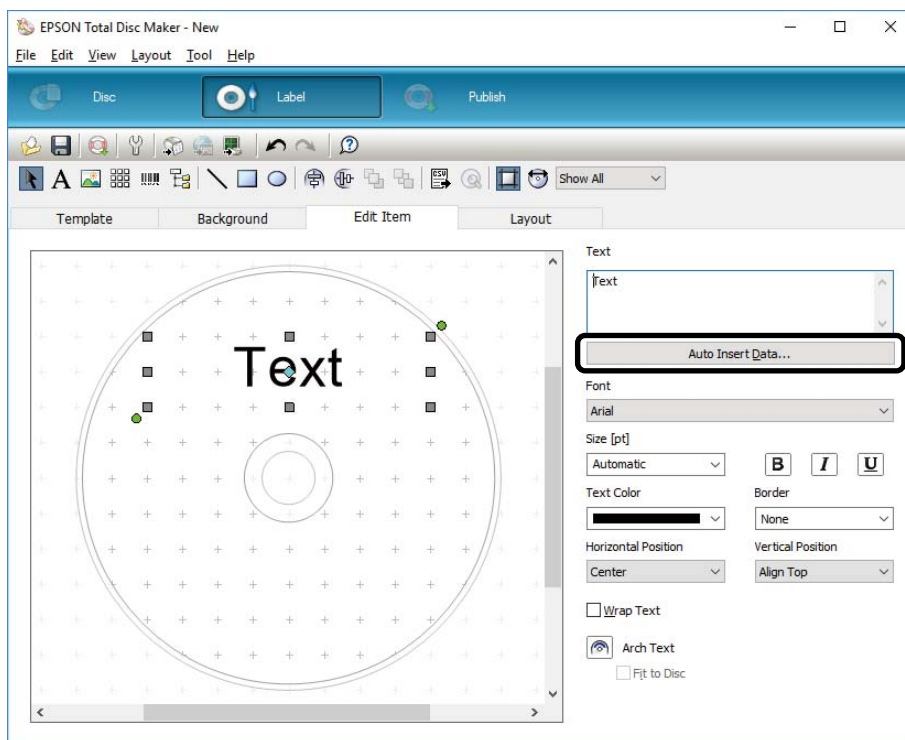 EPSON Total Disc Maker - New
File Edit View Layout Tool Help
Disc Label Publish
A CSV Show All
Template Background Edit Item Layout
Text
Text
Text
Auto Insert Data...
Font
Arial
Size [pt]
Automatic B I U
Text Color Border
None
Horizontal Position Vertical Position
Center Align Top
Wrap Text
Arch Text
Fit to Disc